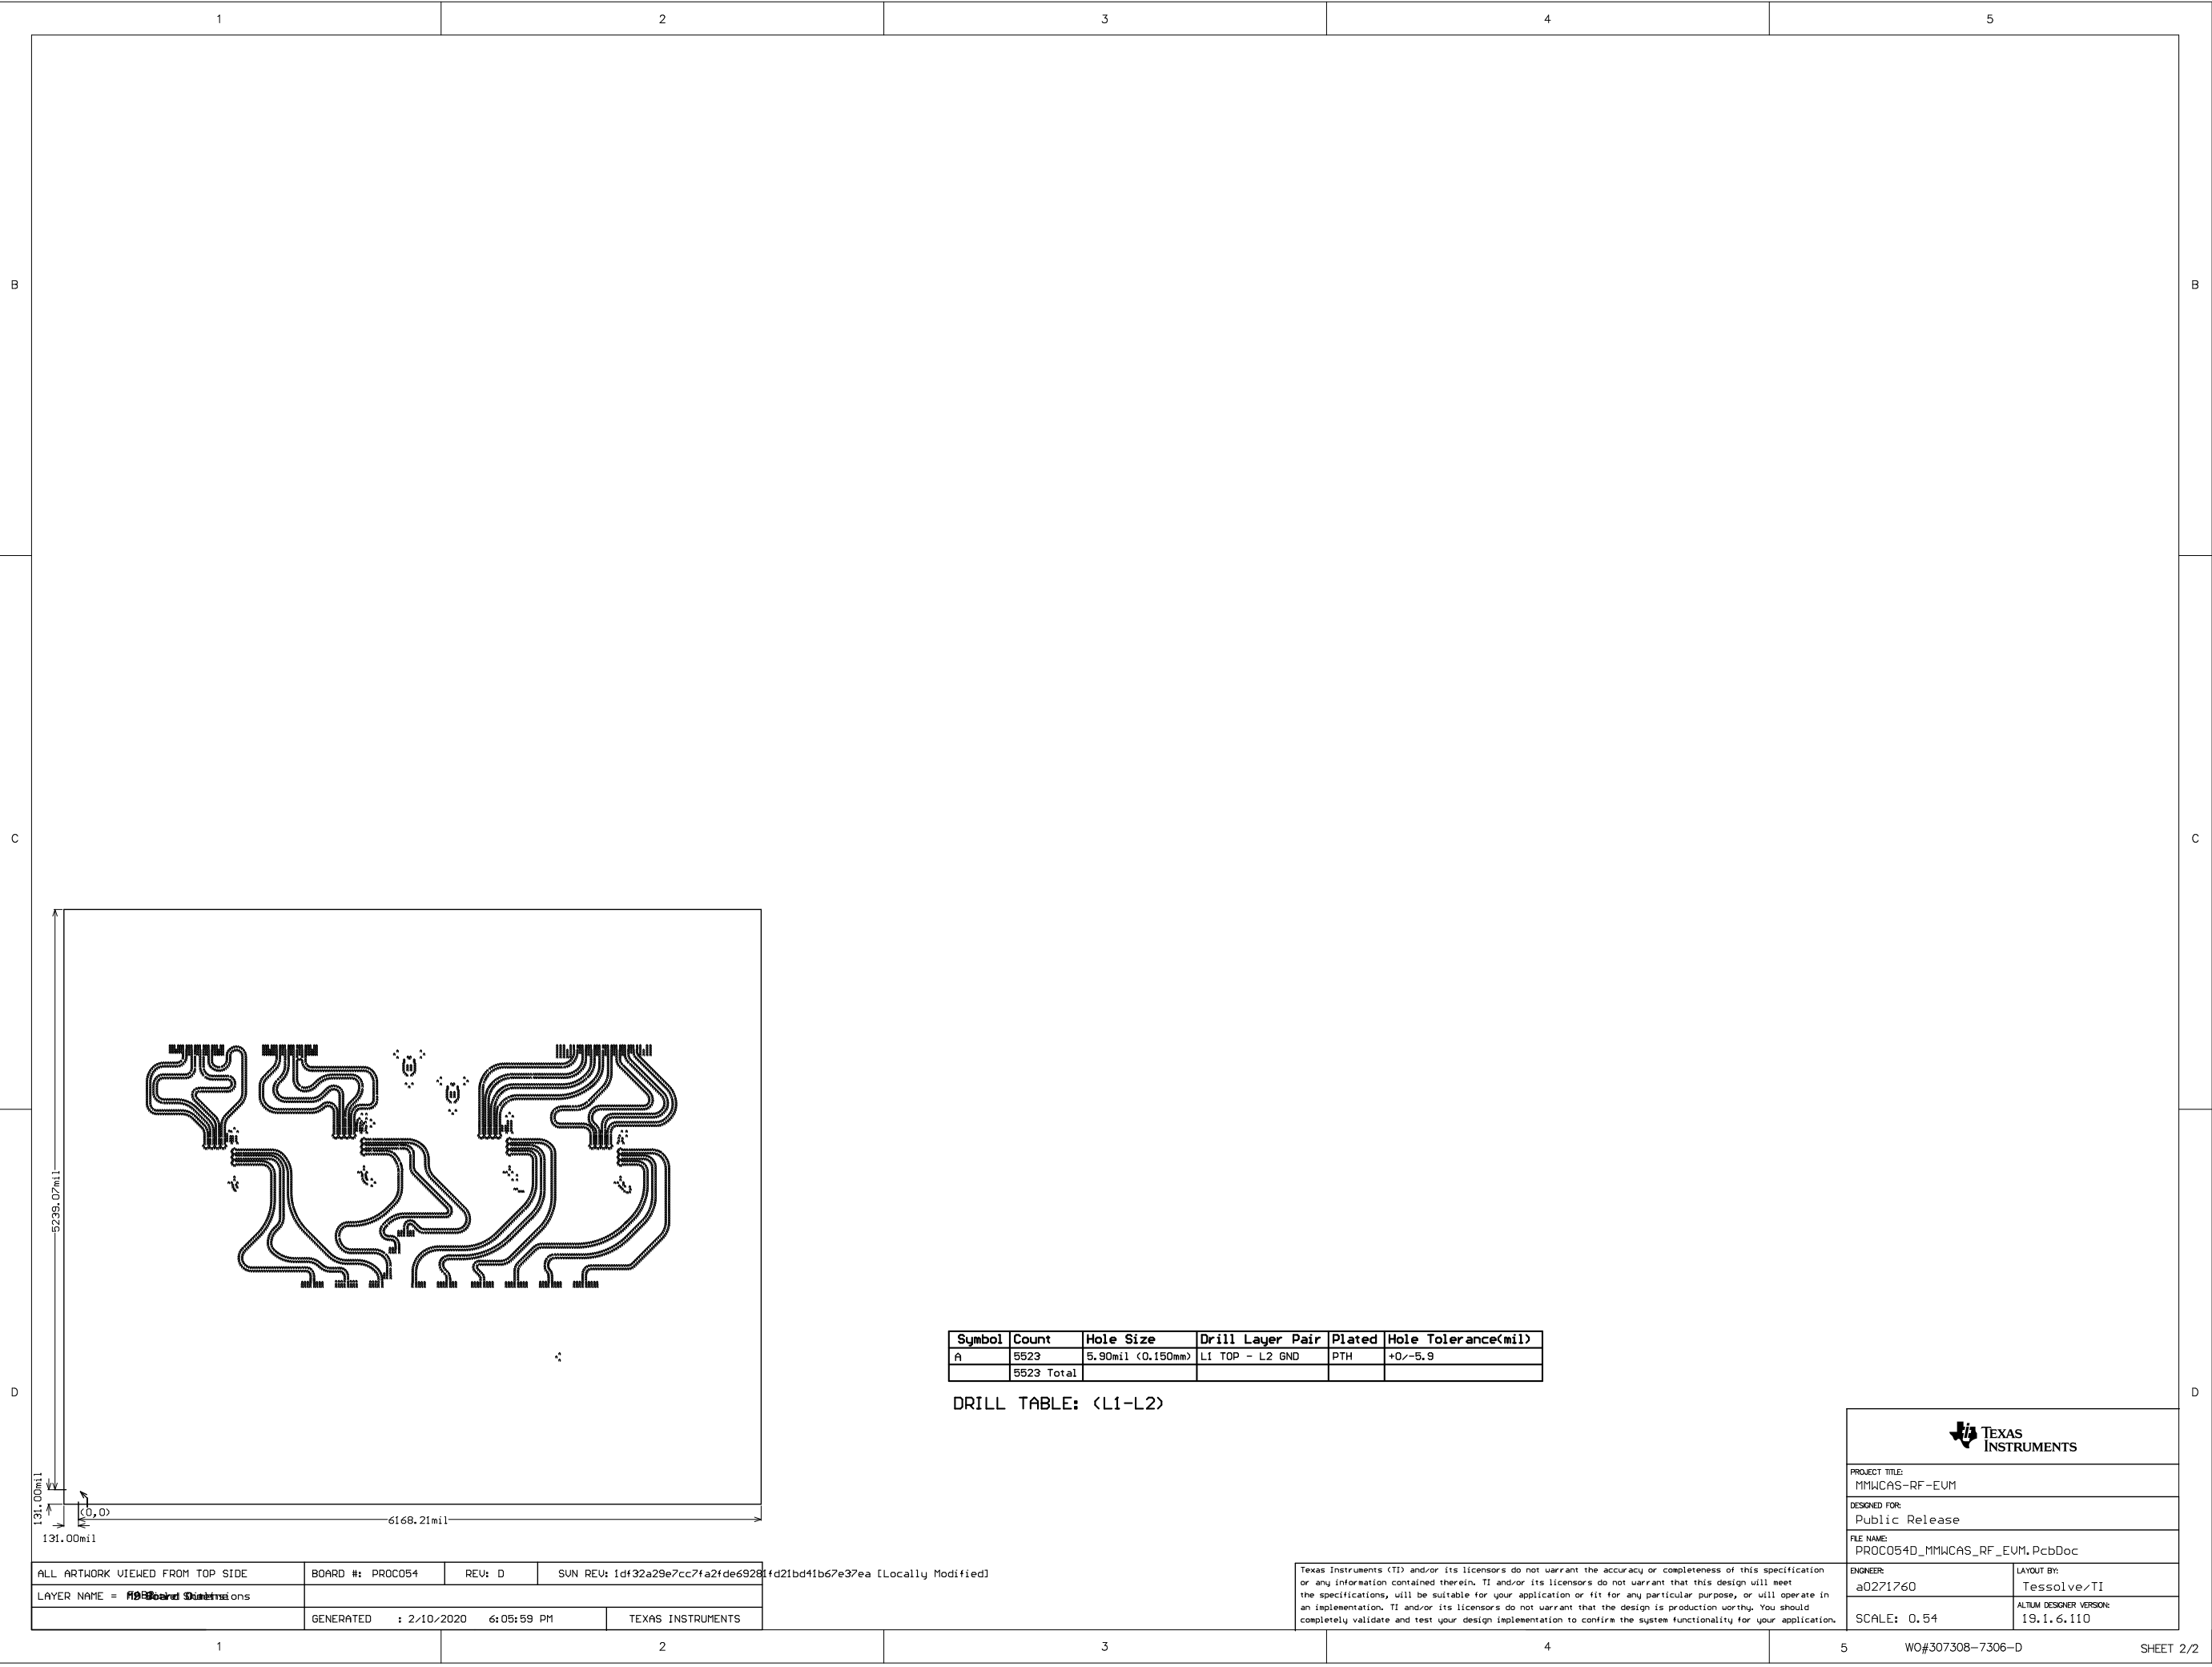 1 2 3 4 5
B B
C C
D D
5239.07mil
131.00mil
(0,0)
6168.21mil
131.00mil
Symbol Count Hole Size Drill Layer Pair Plated Hole Tolerance(mil)
A 5523 5.90mil (0.150mm) L1 TOP - L2 GND PTH +0/-5.9
5523 Total
DRILL TABLE: (L1-L2)
TEXAS
INSTRUMENTS
PROJECT TITLE:
MMWCAS-RF-EVM
DESIGNED FOR:
Public Release
FILE NAME:
PROC054D_MMWCAS_RF_EVM.PcbDoc
ENGINEER:
a0271760
LAYOUT BY:
Tessolve/TI
SCALE: 0.54
ALTIUM DESIGNER VERSION:
19.1.6.110
Texas Instruments (TI) and/or its licensors do not warrant the accuracy or completeness of this specification
or any information contained therein. TI and/or its licensors do not warrant that this design will meet
the specifications, will be suitable for your application or fit for any particular purpose, or will operate in
an implementation. TI and/or its licensors do not warrant that the design is production worthy. You should
completely validate and test your design implementation to confirm the system functionality for your application.
ALL ARTWORK VIEWED FROM TOP SIDE BOARD #: PROC054 REV: D SVN REV: 1df32a29e7cc7fa2fde69281fd21bd41b67e37ea [Locally Modified]
LAYER NAME =
GENERATED : 2/10/2020 6:05:59 PM TEXAS INSTRUMENTS
1 2 3 4 5 WO#307308-7306-D SHEET 2/2